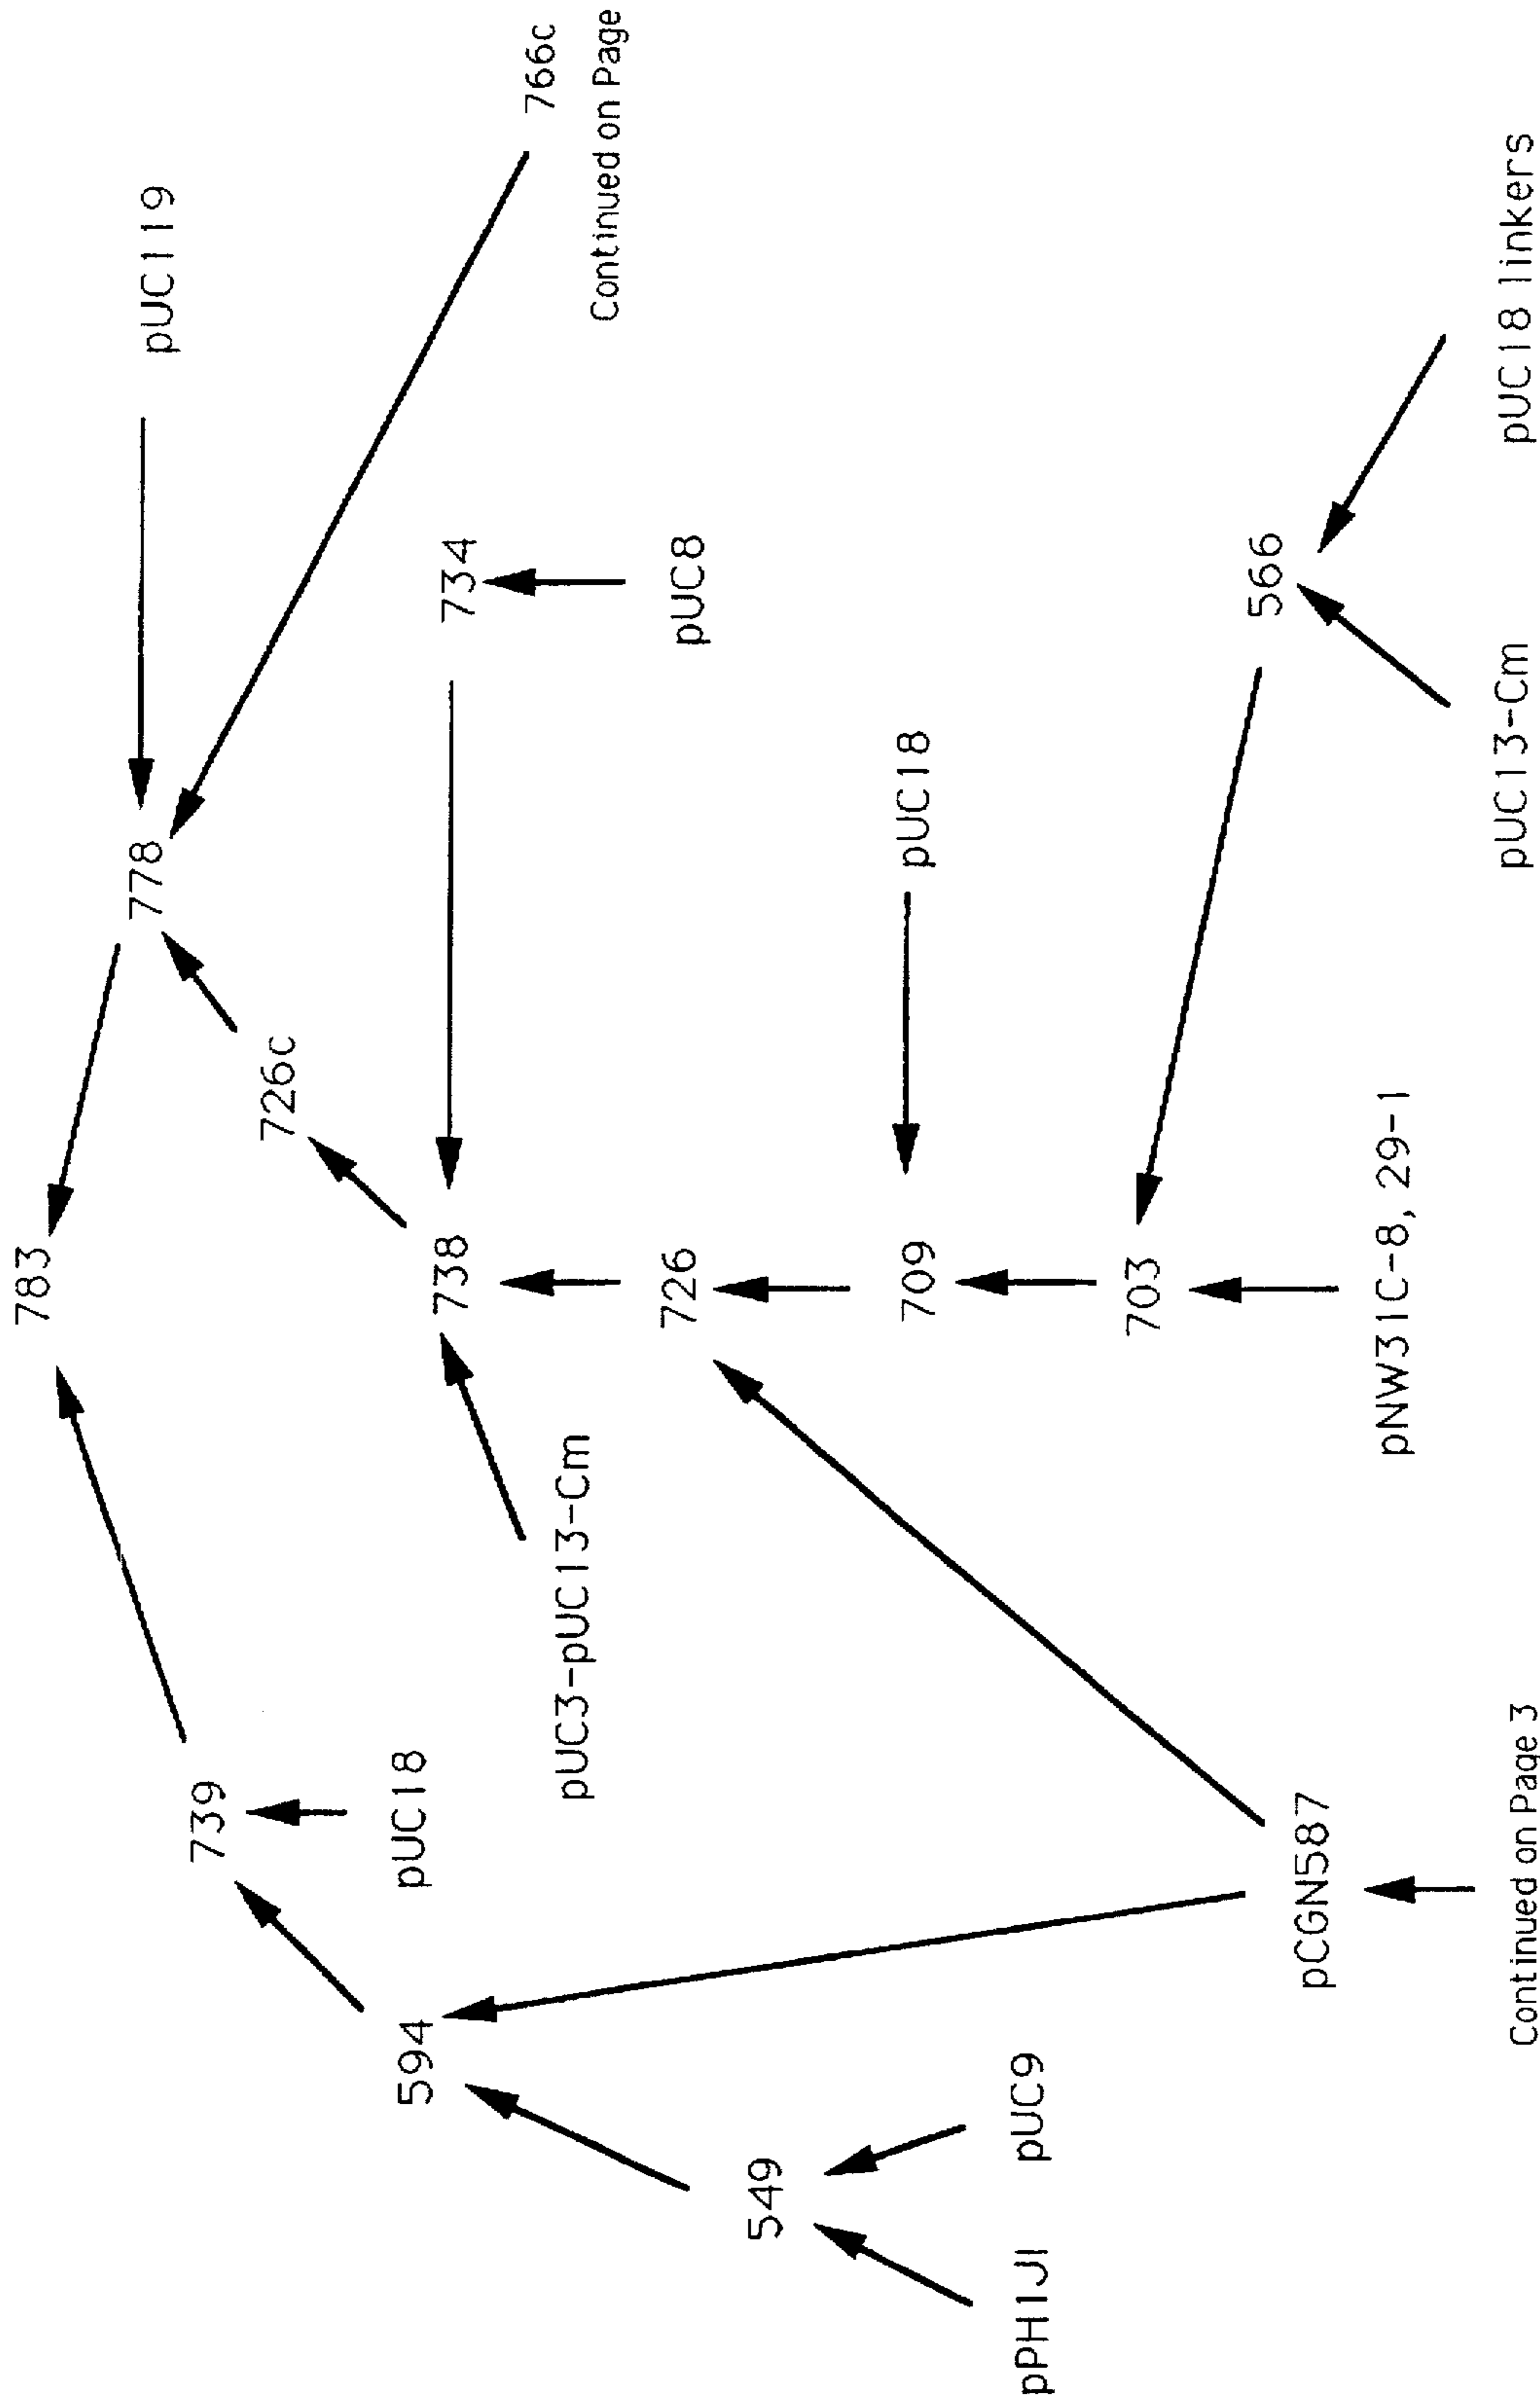 783
778
pUC119
739
726c
pUC18
594
738
734
766c
Continued on Page
pUC3-pUC13-Cm
726
pUC8
549
709
pUC18
pPH1JI
pUC9
703
566
pCGN587
pNW31C-8, 29-1
Continued on Page 3
pUC13-Cm
pUC18 linkers